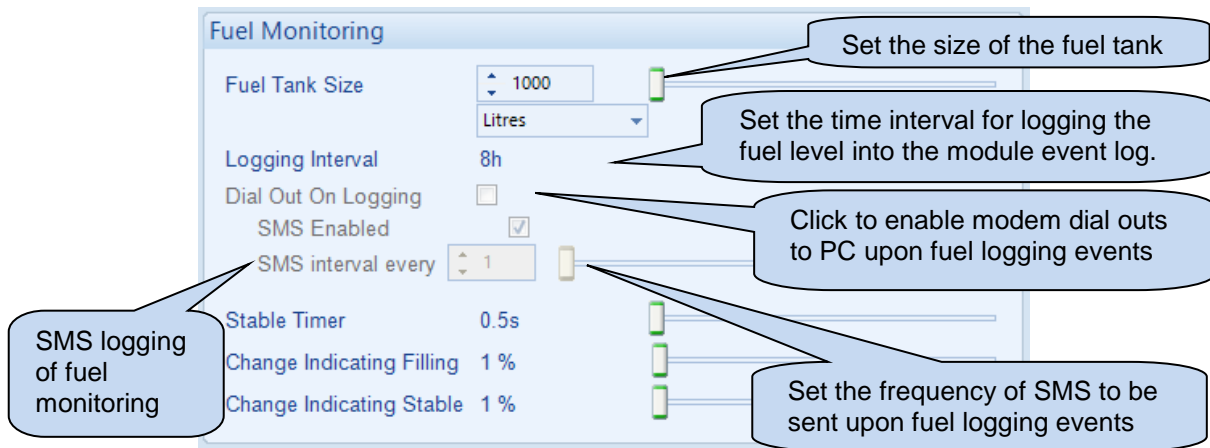 Fuel Monitoring
Set the size of the fuel tank
Fuel Tank Size 1000
Litres
Set the time interval for logging the
fuel level into the module event log.
Logging Interval 8h
Dial Out On Logging
Click to enable modem dial outs
to PC upon fuel logging events
SMS Enabled
SMS interval every 1
SMS logging
of fuel
monitoring
Stable Timer 0.5s
Change Indicating Filling 1 %
Change Indicating Stable 1 %
Set the frequency of SMS to be
sent upon fuel logging events